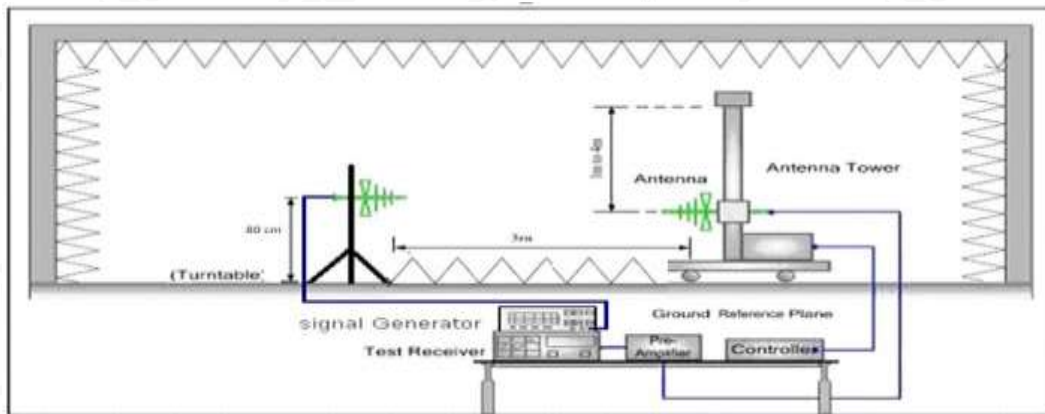 Antenna
Antenna Tower
80 cm
3m
(Turntable)
Ground Reference Plane
signal Generator
Test Receiver
Pre-
Amplifier
Controller